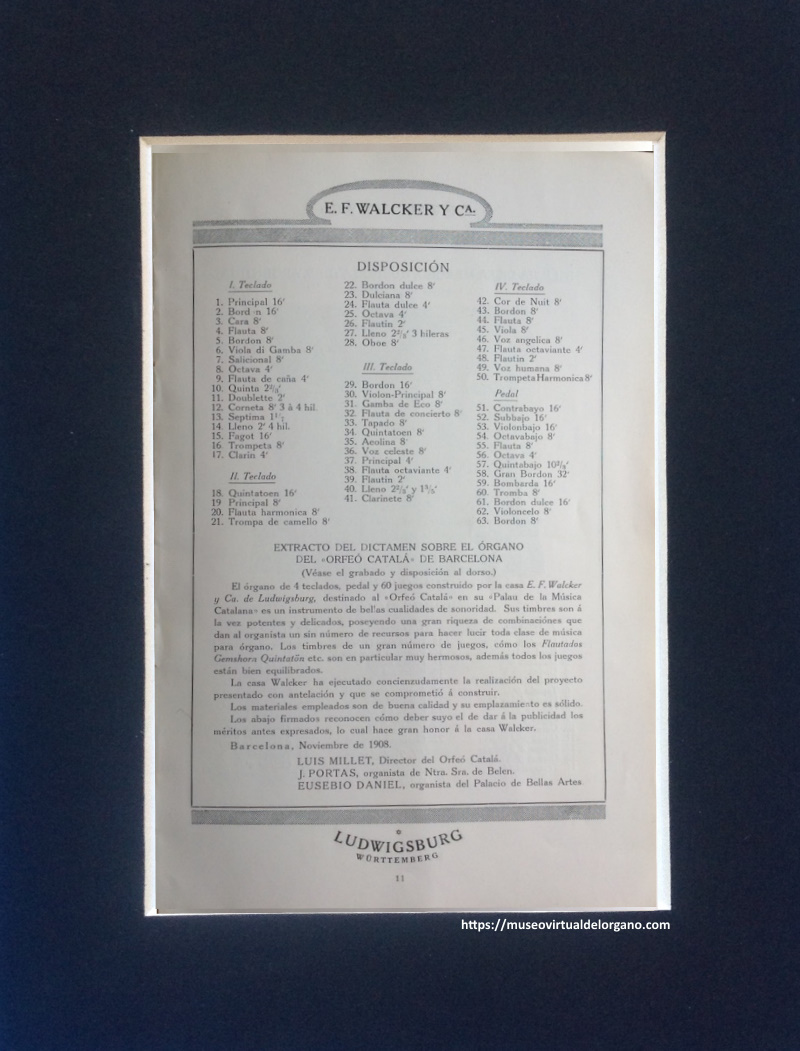 E. F. WALCKER Y CA.
DISPOSICIÓN
I. Teclado
1. Principal 16'
2. Bord n 16'
3. Cara 8'
4. Flauta 8'
5. Bordon 8'
6. Viola di Gamba 8'
7. Salicional 8'
8. Octava 4'
9. Flauta de caña 4'
10. Quinta 2²/₃'
11. Doublette 2'
12. Corneta 8' 3 à 4 hil.
13. Septima
14. Lleno 2' 4 hil.
15. Fagot 16'
16. Trompeta 8'
17. Clarin 4'
II. Teclado
18. Quintatoen 16'
19 Principal 8'
20. Flauta harmonica 8'
21. Trompa de camello 8'
22. Bordon dulce 8'
23. Dulciana 8'
24. Flauta dulce 4'
25. Octava 4'
26. Flautin 2'
27. Lleno 2²/₃' 3 hileras
28. Oboe 8'
III. Teclado
29. Bordon 16'
30. Violon-Principal 8'
31. Gamba de Eco 8'
32. Flauta de concierto 8'
33. Tapado 8'
34. Quintatoen 8'
35. Aeolina 8'
36. Voz celeste 8'
37. Principal 4'
38. Flauta octaviante 4'
39. Flautin 2'
40. Lleno 2²/₃' y 1³/₅'
41. Clarinete 8'
IV. Teclado
42. Cor de Nuit 8'
43. Bordon 8'
44. Flauta 8'
45. Viola 8'
46. Voz angelica 8'
47. Flauta octaviante 4'
48. Flautin 2'
49. Voz humana 8'
50. Trompeta Harmonica 8'
Pedal
51. Contrabayo 16'
52. Subbajo 16'
53. Violonbajo 16'
54. Octavabajo 8'
55. Flauta 8'
56. Octava 4'
57. Quintabajo 10²/₃'
58. Gran Bordon 32'
59. Bombarda 16'
60. Tromba 8'
61. Bordon dulce 16'
62. Violoncelo 8'
63. Bordon 8'
EXTRACTO DEL DICTAMEN SOBRE EL ÓRGANO
DEL «ORFEÓ CATALÁ» DE BARCELONA
(Véase el grabado y disposición al dorso.)
El órgano de 4 teclados, pedal y 60 juegos construido por la casa E. F. Walcker
y Ca. de Ludwigsburg, destinado al «Orfeó Catalá» en su «Palau de la Música
Catalana» es un instrumento de bellas cualidades de sonoridad. Sus timbres son á
la vez potentes y delicados, poseyendo una gran riqueza de combinaciónes que
dan al organista un sin número de recursos para hacer lucir toda clase de música
para órgano. Los timbres de un gran número de juegos, cómo los Flautados
Gemshorn Quintatön etc. son en particular muy hermosos, además todos los juegos
están bien equilibrados.
La casa Walcker ha ejecutado concienzudamente la realización del proyecto
presentado con antelación y que se comprometió á construir.
Los materiales empleados son de buena calidad y su emplazamiento es sólido.
Los abajo firmados reconocen cómo deber suyo el de dar á la publicidad los
méritos antes expresados, lo cual hace gran honor á la casa Walcker.
Barcelona, Noviembre de 1908.
LUIS MILLET, Director del Orfeó Catalá.
J. PORTAS, organista de Ntra. Sra. de Belen.
EUSEBIO DANIEL, organista del Palacio de Bellas Artes
LUDWIGSBURG
WÜRTTEMBERG
11
https://museovirtualdelorgano.com